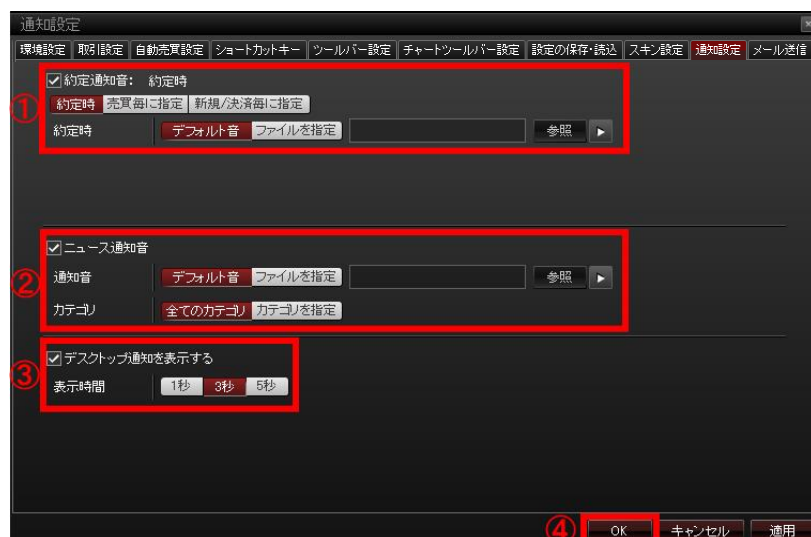 通知設定
環境設定 取引設定 自動売買設定 ショートカットキー ツールバー設定 チャートツールバー設定 設定の保存・読込 スキン設定 通知設定 メール送信
① 約定通知音: 約定時
約定時 売買毎に指定 新規/決済毎に指定
約定時 デフォルト音 ファイルを指定 参照
② ニュース通知音
通知音 デフォルト音 ファイルを指定 参照
カテゴリ 全てのカテゴリ カテゴリを指定
③ デスクトップ通知を表示する
表示時間 1秒 3秒 5秒
④ OK キャンセル 適用